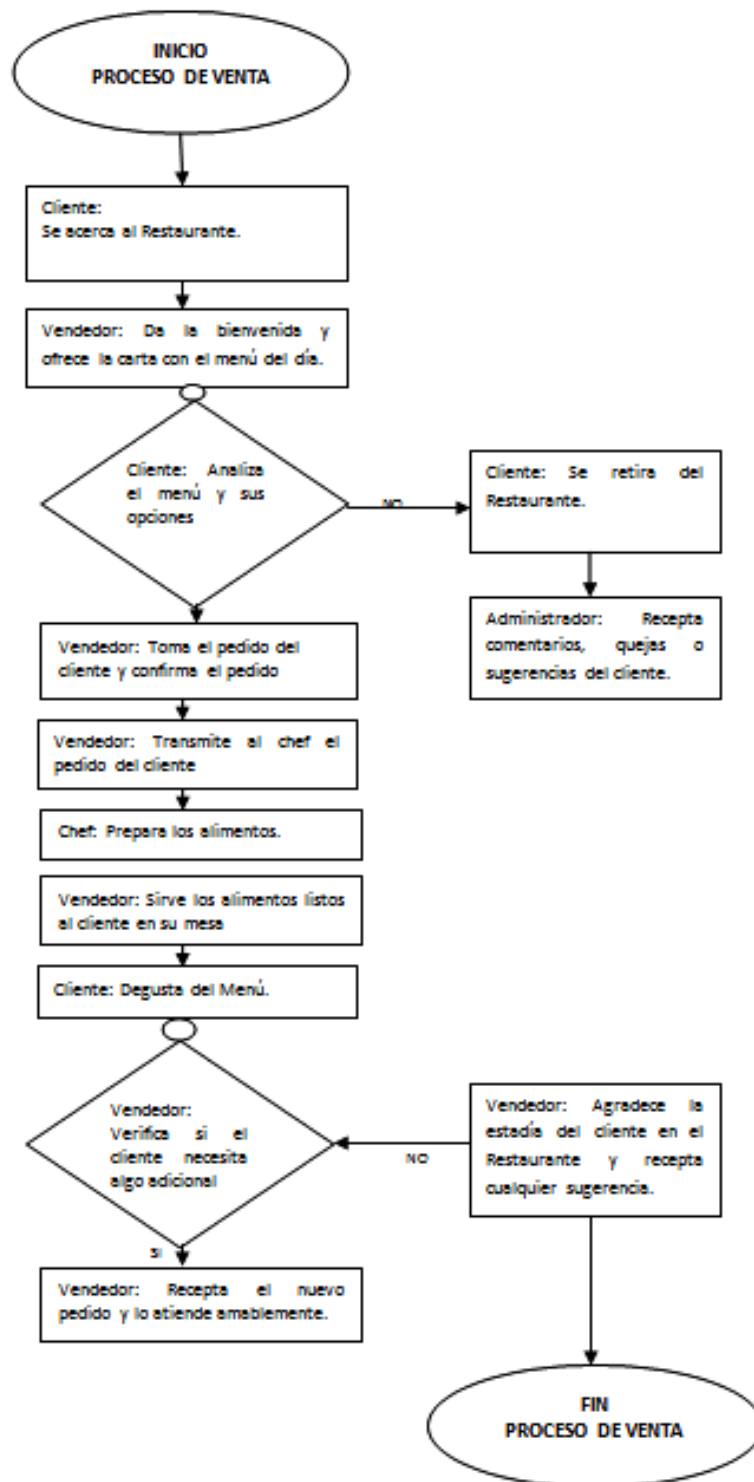 INICIO
PROCESO DE VENTA
Cliente:
Se acerca al Restaurante.
Vendedor: Da la bienvenida y
ofrece la carta con el menú del día.
Cliente: Analiza
el menú y sus
opciones
NO
Cliente: Se retira del
Restaurante.
Administrador: Recepta
comentarios, quejas o
sugerencias del cliente.
Vendedor: Toma el pedido del
cliente y confirma el pedido
Vendedor: Transmite al chef el
pedido del cliente
Chef: Prepara los alimentos.
Vendedor: Sirve los alimentos listos
al cliente en su mesa
Cliente: Degusta del Menú.
Vendedor:
Verifica si el
cliente necesita
algo adicional
NO
Vendedor: Agradece la
estadía del cliente en el
Restaurante y recepta
cualquier sugerencia.
SI
Vendedor: Recepta el nuevo
pedido y lo atiende amablemente.
FIN
PROCESO DE VENTA